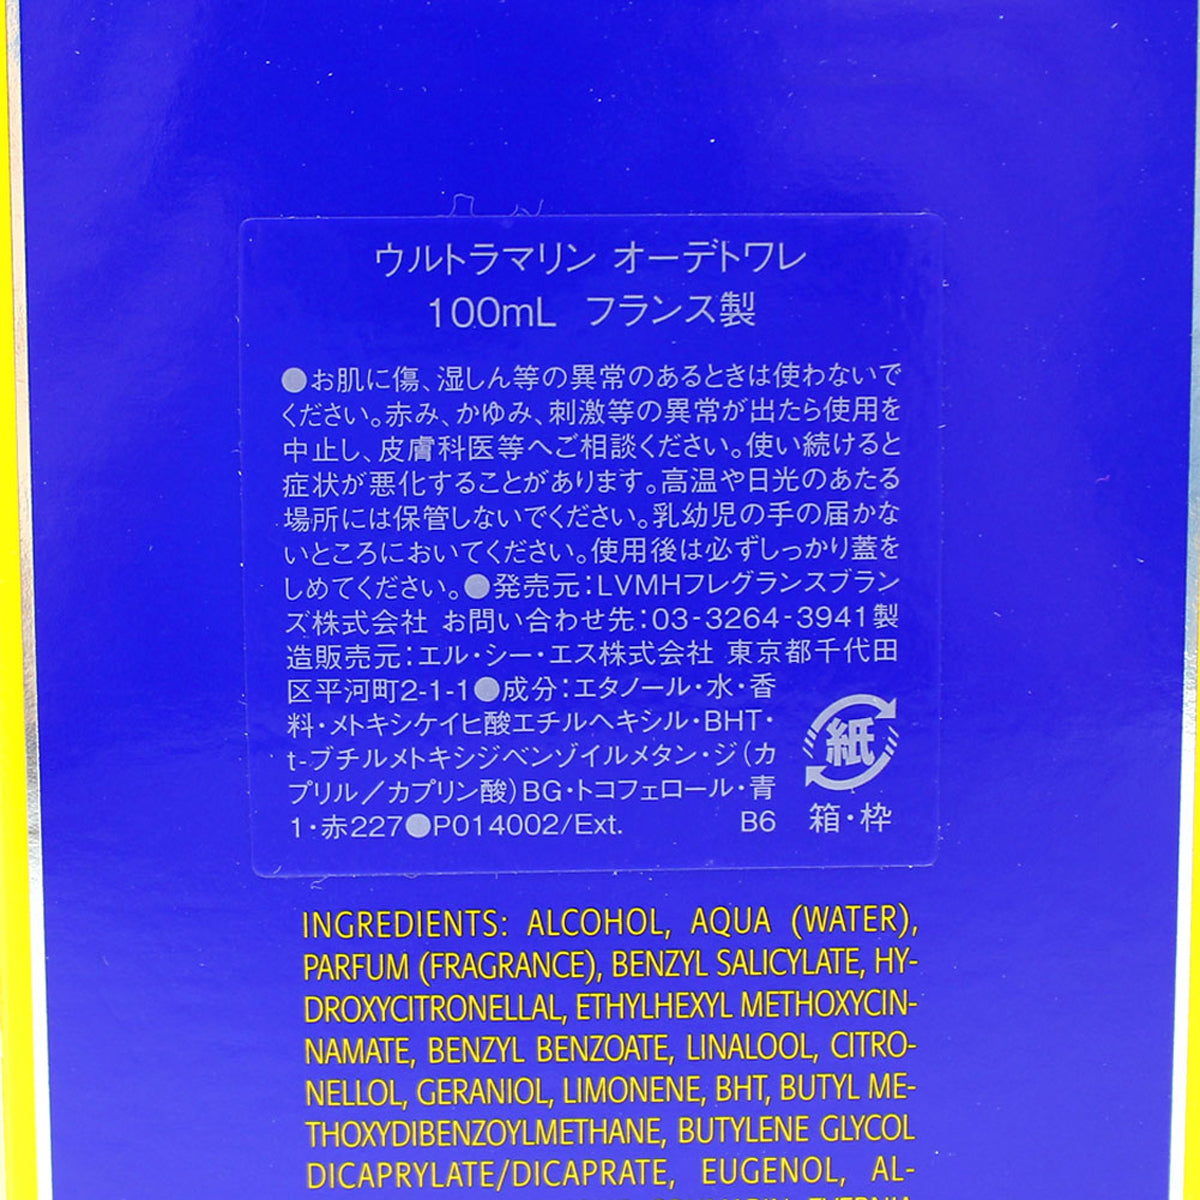 ウルトラマリン オーデトワレ
100mL フランス製
●お肌に傷、湿しん等の異常のあるときは使わないで
ください。赤み、かゆみ、刺激等の異常が出たら使用を
中止し、皮膚科医等へご相談ください。使い続けると
症状が悪化することがあります。高温や日光のあたる
場所には保管しないでください。乳幼児の手の届かな
いところにおいてください。使用後は必ずしっかり蓋を
しめてください。●発売元:LVMHフレグランスブラン
ズ株式会社 お問い合わせ先:03-3264-3941製
造販売元:エル・シー・エス株式会社 東京都千代田
区平河町2-1-1●成分:エタノール・水・香
料・メトキシケイヒ酸エチルヘキシル・BHT・
t-ブチルメトキシジベンゾイルメタン・ジ(カ
プリル/カプリン酸)BG・トコフェロール・青
1・赤227●P014002/Ext. B6
紙
箱・枠
INGREDIENTS: ALCOHOL, AQUA (WATER),
PARFUM (FRAGRANCE), BENZYL SALICYLATE, HY-
DROXYCITRONELLAL, ETHYLHEXYL METHOXYCIN-
NAMATE, BENZYL BENZOATE, LINALOOL, CITRO-
NELLOL, GERANIOL, LIMONENE, BHT, BUTYL ME-
THOXYDIBENZOYLMETHANE, BUTYLENE GLYCOL
DICAPRYLATE/DICAPRATE, EUGENOL, AL-